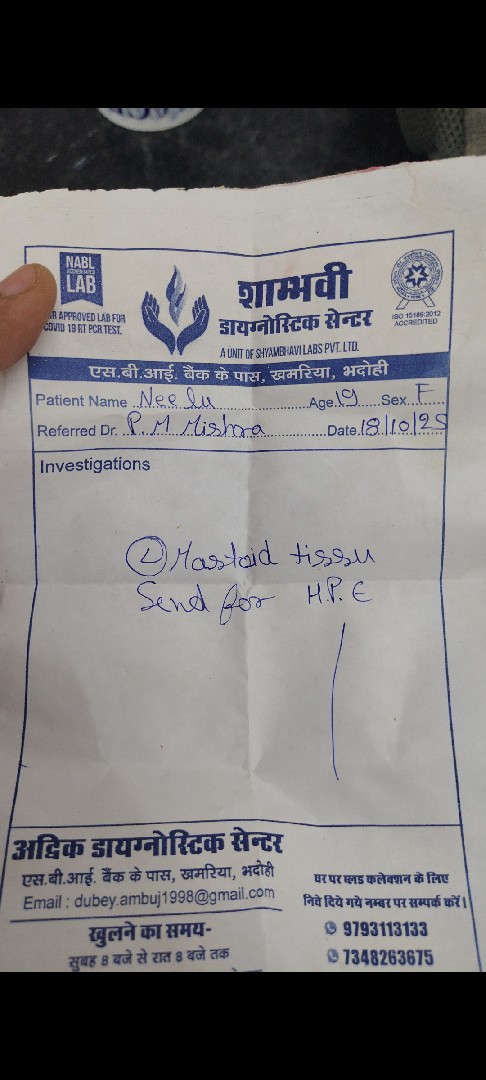 NABL
ACCREDITED
LAB
R APPROVED LAB FOR
COVID 19 RT PCR TEST.
शाम्भवी
डायग्नोस्टिक सेन्टर
A UNIT OF SHYAMBHAVI LABS PVT. LTD.
ISO 15189:2012
ACCREDITED
एस.बी.आई. बैंक के पास, खमरिया, भदोही
Patient Name Neelu Age 19 Sex F
Referred Dr. P. M Mishra Date 18/10/25
Investigations
(L) Mastoid tissu
Send for H.P.E
अद्विक डायग्नोस्टिक सेन्टर
एस.बी.आई. बैंक के पास, खमरिया, भदोही
Email : dubey.ambuj1998@gmail.com
खुलने का समय-
सुबह 8 बजे से रात 8 बजे तक
घर पर ब्लड कलेक्शन के लिए
निचे दिये गये नम्बर पर सम्पर्क करें।
9793113133
7348263675